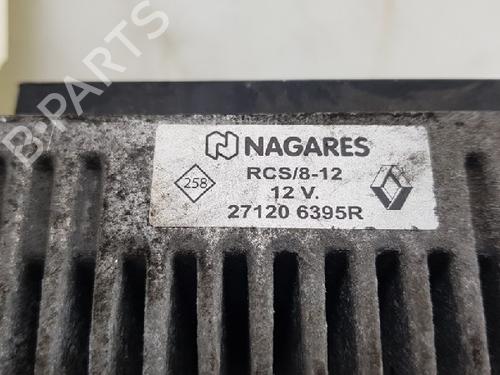 NAGARES
RCS/8-12
258
12 V.
27120 6395R
B-PARTS